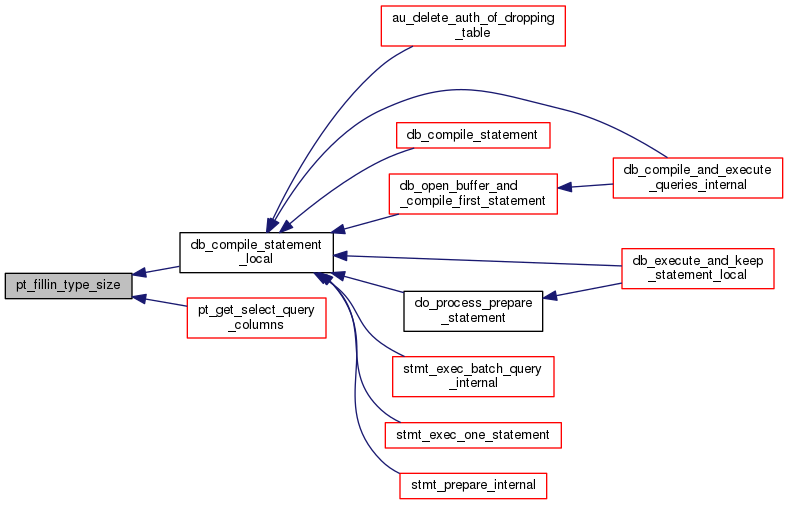 au_delete_auth_of_dropping
_table
db_compile_statement
db_compile_and_execute
_queries_internal
db_open_buffer_and
_compile_first_statement
db_compile_statement
_local
db_execute_and_keep
_statement_local
pt_fillin_type_size
do_process_prepare
_statement
pt_get_select_query
_columns
stmt_exec_batch_query
_internal
stmt_exec_one_statement
stmt_prepare_internal